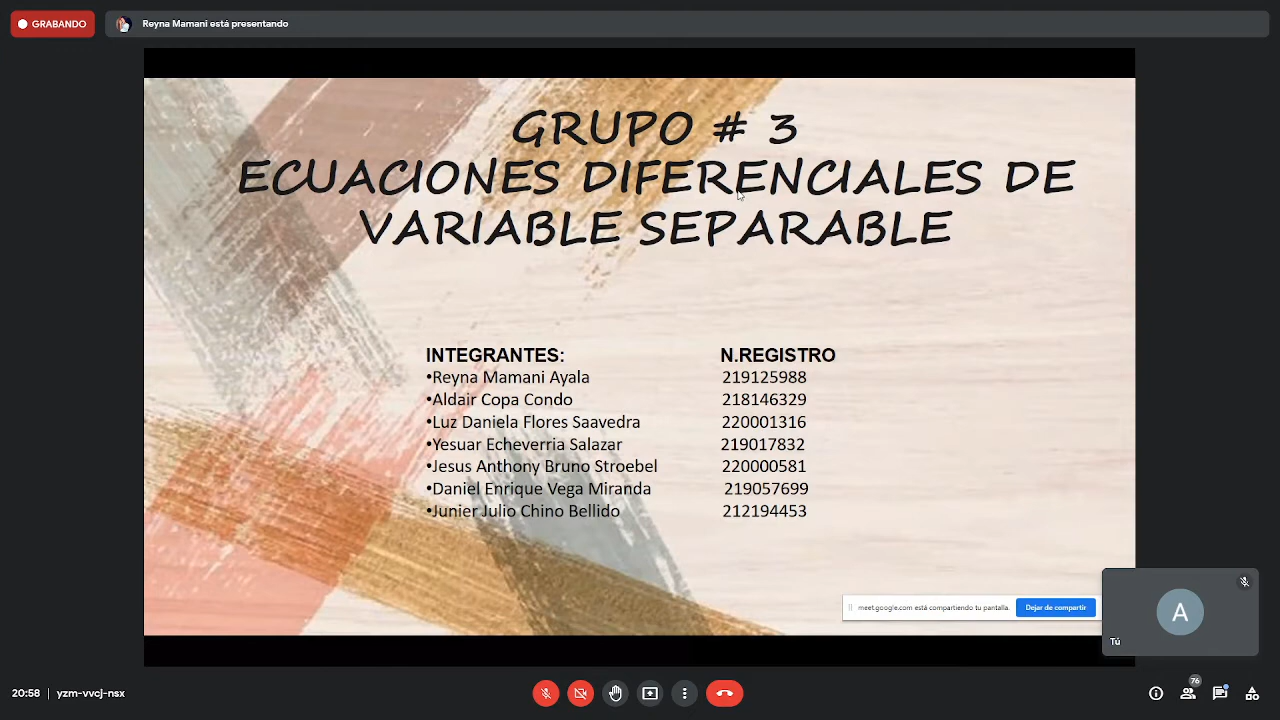 GRABANDO
Reyna Mamani está presentando
GRUPO # 3
ECUACIONES DIFERENCIALES DE
VARIABLE SEPARABLE
INTEGRANTES: N.REGISTRO
•Reyna Mamani Ayala 219125988
•Aldair Copa Condo 218146329
•Luz Daniela Flores Saavedra 220001316
•Yesuar Echeverria Salazar 219017832
•Jesus Anthony Bruno Stroebel 220000581
•Daniel Enrique Vega Miranda 219057699
•Junier Julio Chino Bellido 212194453
meet.google.com está compartiendo tu pantalla. Dejar de compartir
A
Tú
20:58 yzm-vvcj-nsx
76